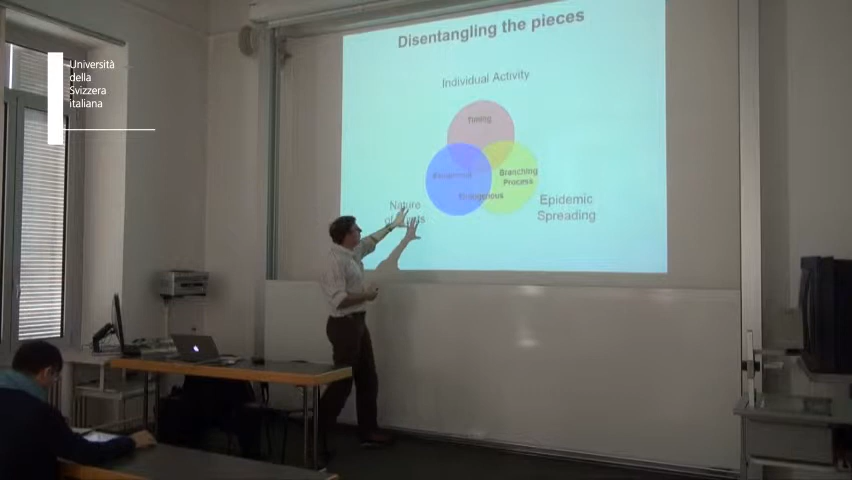 Università
della
Svizzera
italiana
Disentangling the pieces
Individual Activity
Timing
Branching
Process
Endogenous
Nature
Epidemic
Spreading